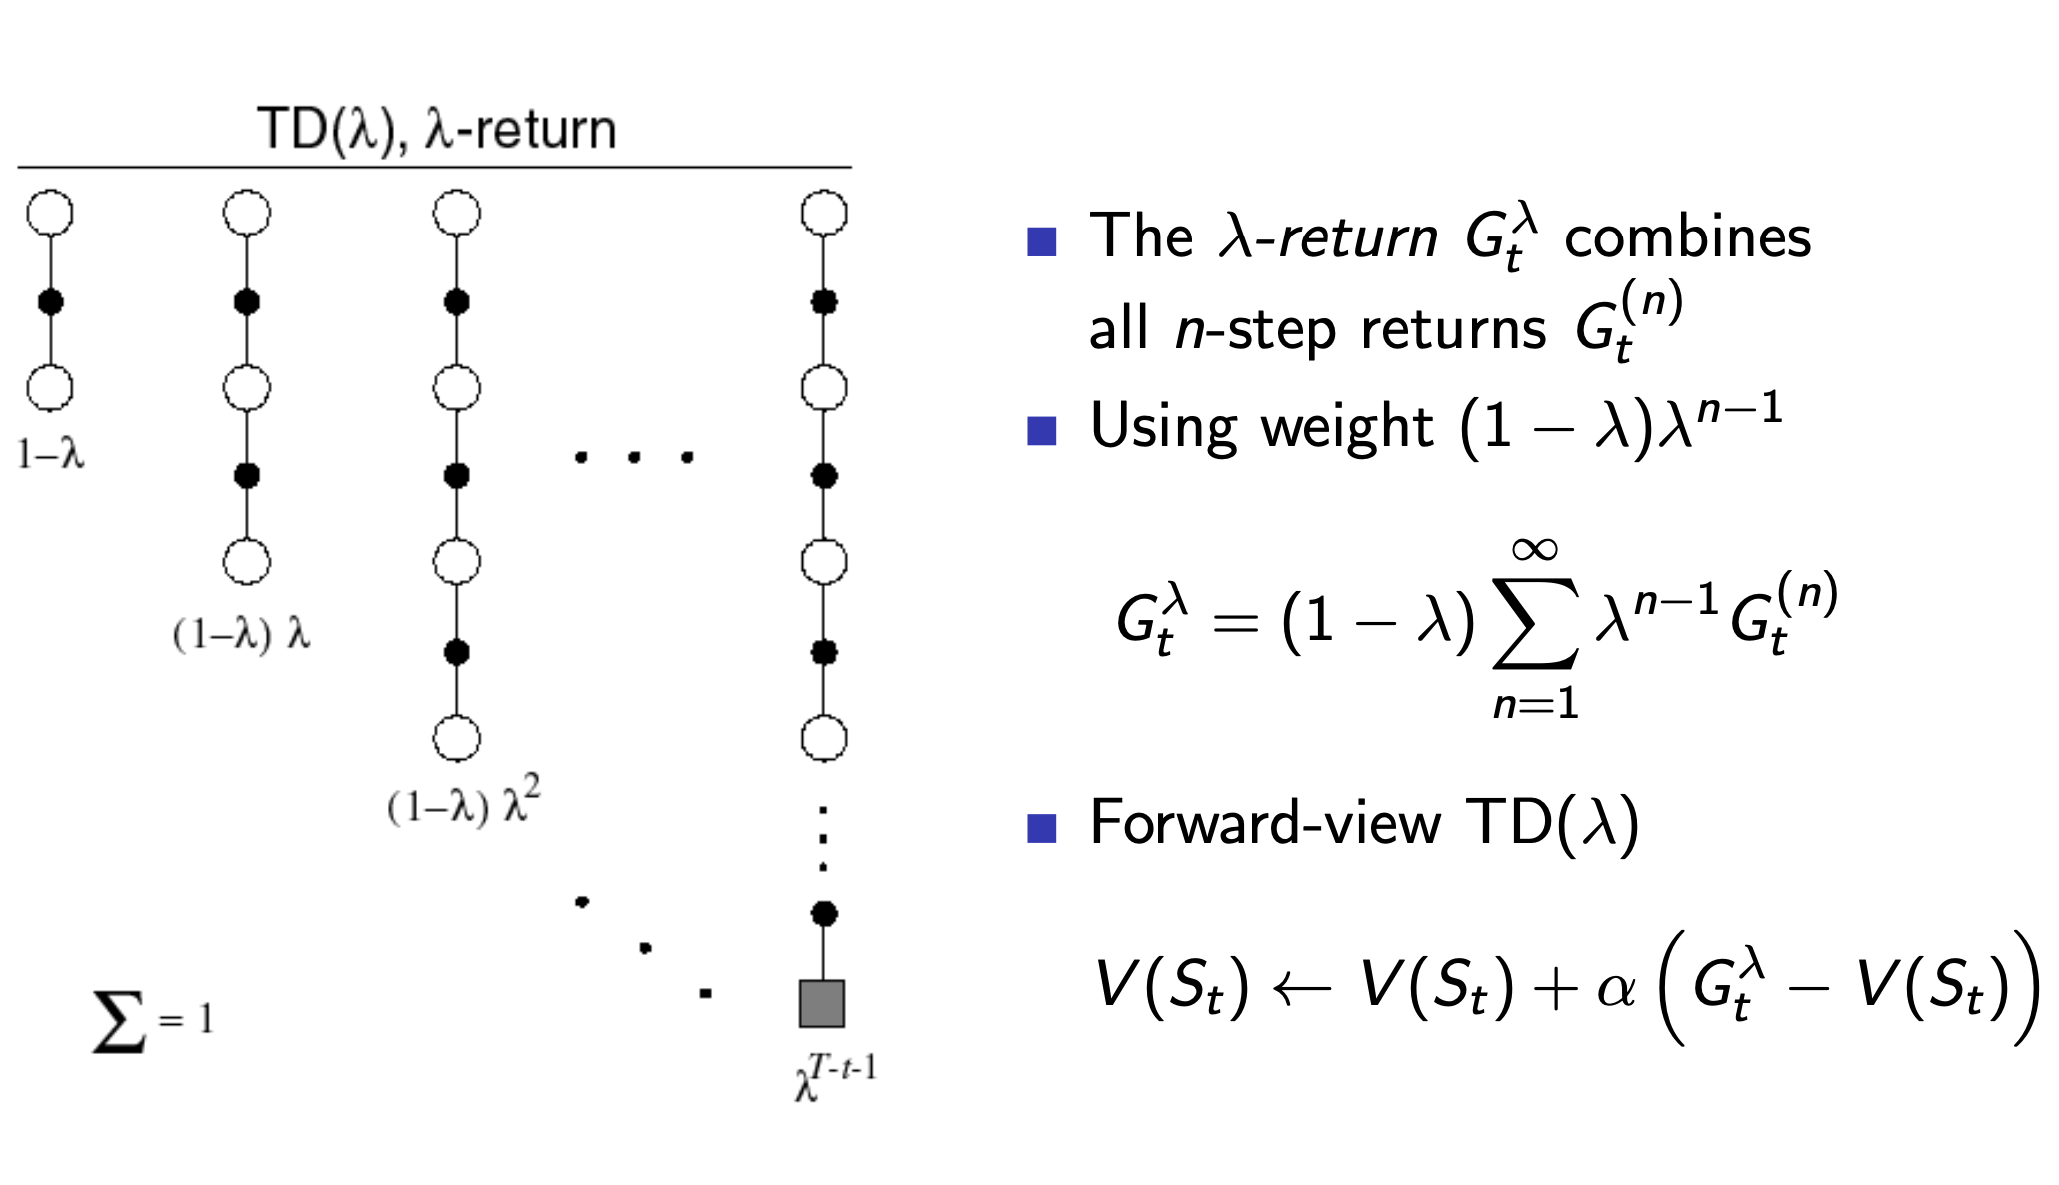 TD(λ), λ-return
1–λ
(1–λ) λ
(1–λ) λ²
∑ = 1
λ^{T-t-1}
The λ-return G_t^λ combines
all n-step returns G_t^{(n)}
Using weight (1 − λ)λ^{n−1}
G_t^λ = (1 − λ) ∑_{n=1}^{∞} λ^{n−1} G_t^{(n)}
Forward-view TD(λ)
V(S_t) ← V(S_t) + α (G_t^λ − V(S_t))